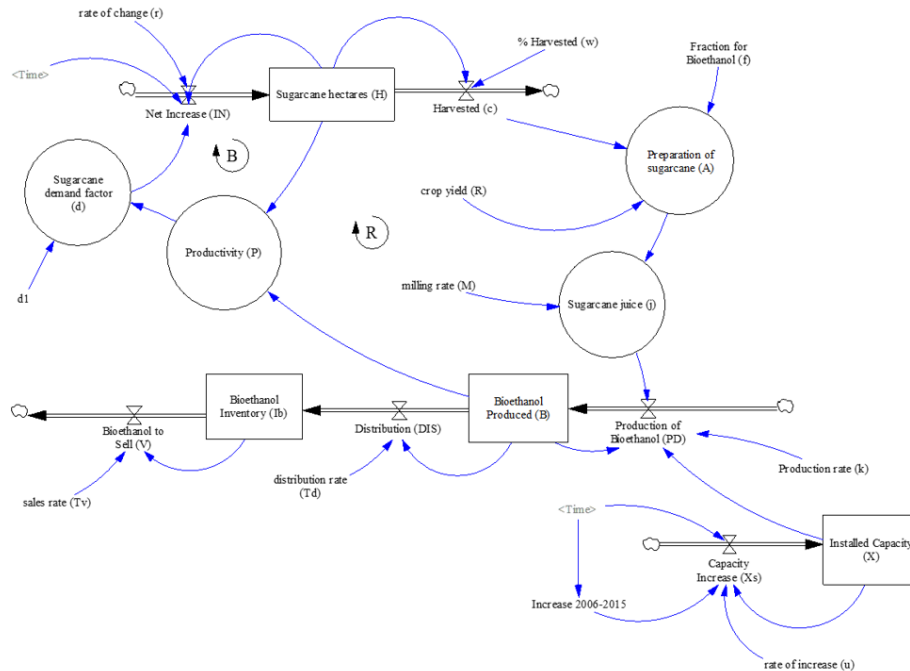 rate of change (r)
<Time>
Net Increase (IN)
Sugarcane hectares (H)
% Harvested (w)
Harvested (c)
Fraction for
Bioethanol (f)
Preparation of
sugarcane (A)
B
Sugarcane
demand factor
(d)
crop yield (R)
R
Productivity (P)
d1
milling rate (M)
Sugarcane juice (j)
Bioethanol
Inventory (Ib)
Bioethanol
Produced (B)
Bioethanol to
Sell (V)
Distribution (DIS)
Production of
Bioethanol (PD)
sales rate (Tv)
distribution rate
(Td)
Production rate (k)
<Time>
Capacity
Increase (Xs)
Installed Capacity
(X)
Increase 2006-2015
rate of increase (u)